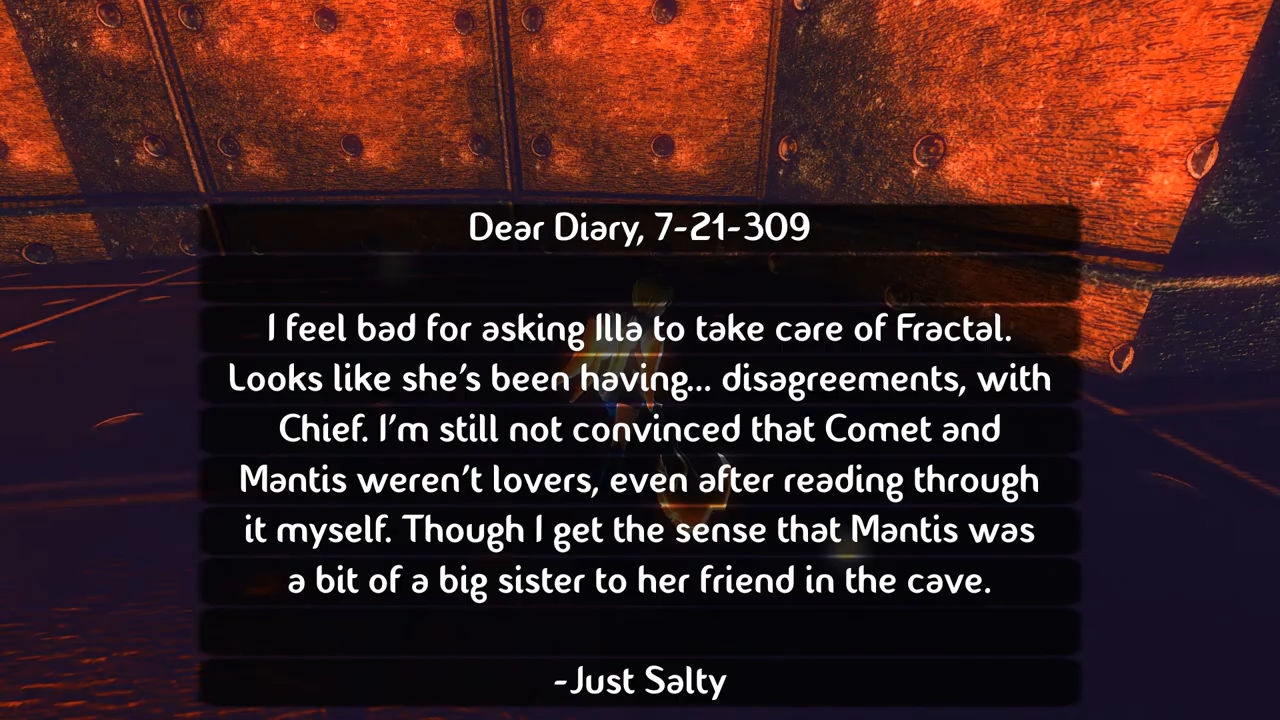 Dear Diary, 7-21-309
I feel bad for asking Illa to take care of Fractal.
Looks like she's been having... disagreements, with
Chief. I'm still not convinced that Comet and
Mantis weren't lovers, even after reading through
it myself. Though I get the sense that Mantis was
a bit of a big sister to her friend in the cave.
-Just Salty